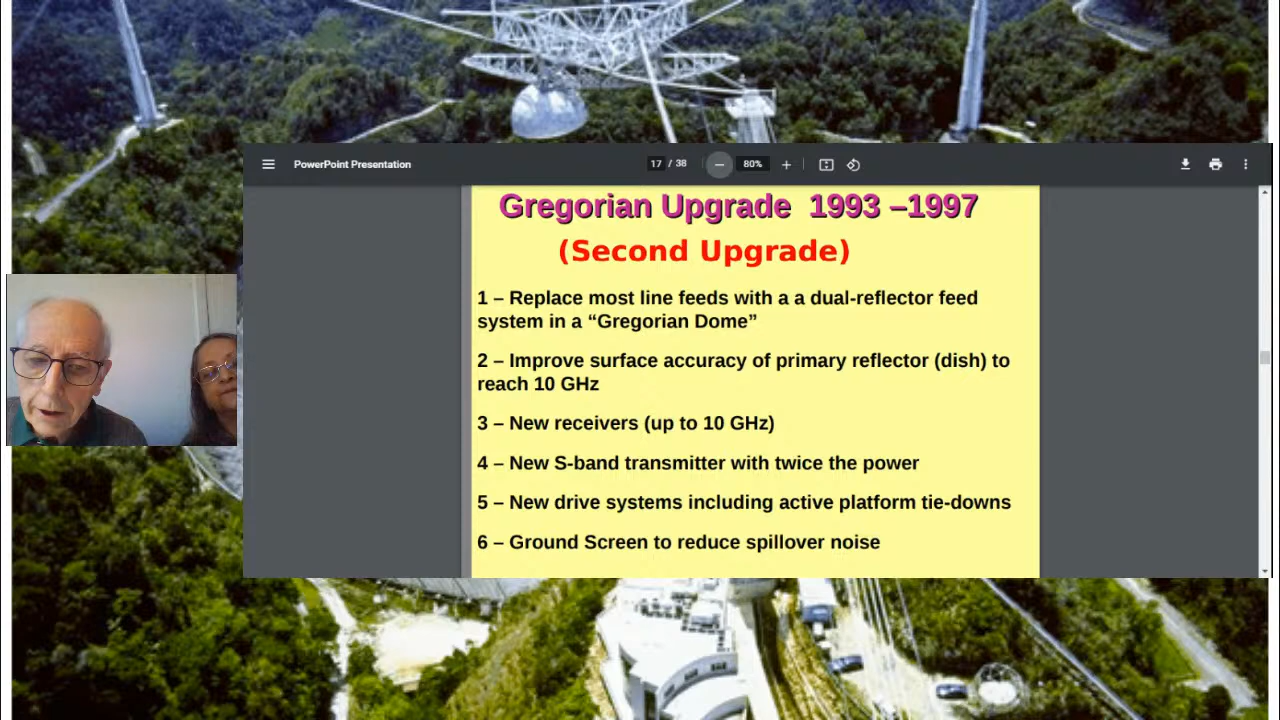 PowerPoint Presentation
17 / 38
80%
Gregorian Upgrade 1993 –1997
(Second Upgrade)
1 – Replace most line feeds with a a dual-reflector feed
system in a “Gregorian Dome”
2 – Improve surface accuracy of primary reflector (dish) to
reach 10 GHz
3 – New receivers (up to 10 GHz)
4 – New S-band transmitter with twice the power
5 – New drive systems including active platform tie-downs
6 – Ground Screen to reduce spillover noise